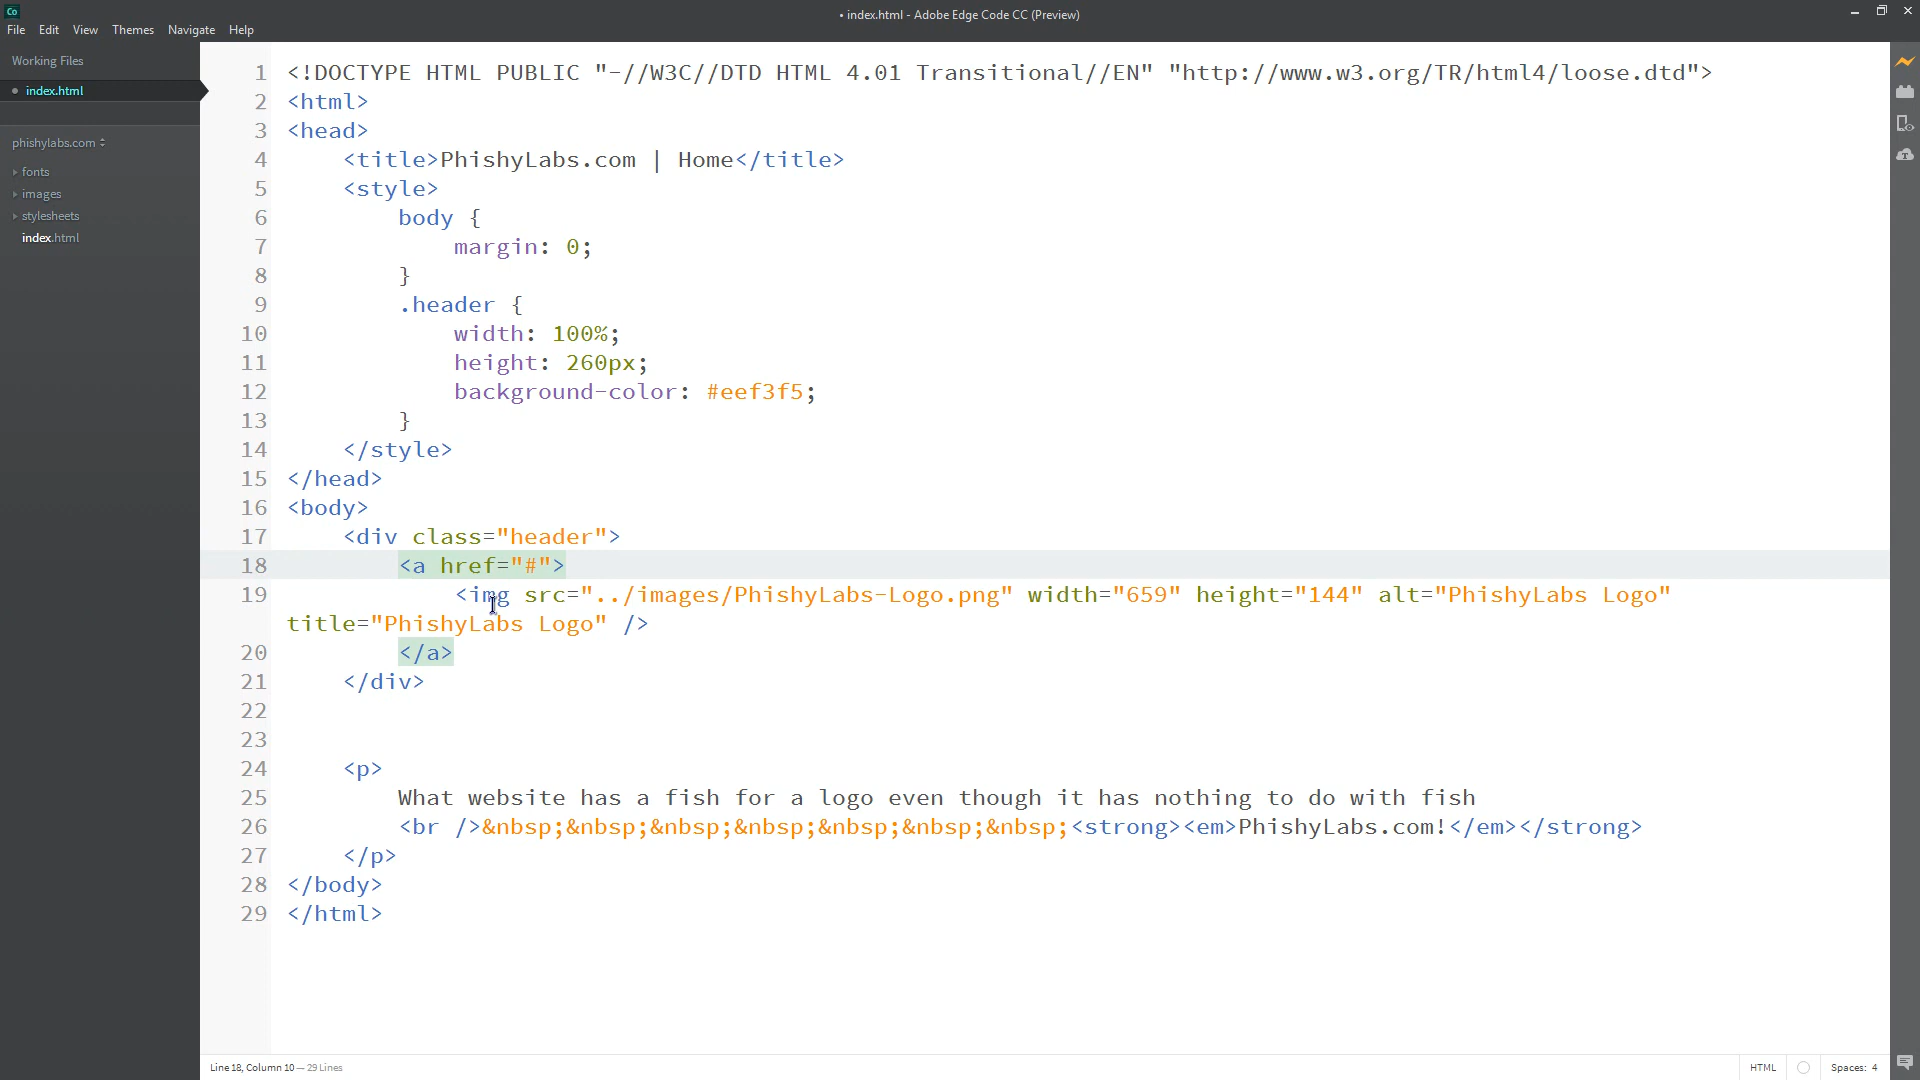 Co
• index.html - Adobe Edge Code CC (Preview)
File Edit View Themes Navigate Help
Working Files
index.html
phishylabs.com
fonts
images
stylesheets
index.html
1 <!DOCTYPE HTML PUBLIC "-//W3C//DTD HTML 4.01 Transitional//EN" "http://www.w3.org/TR/html4/loose.dtd">
2 <html>
3 <head>
4 <title>PhishyLabs.com | Home</title>
5 <style>
6 body {
7 margin: 0;
8 }
9 .header {
10 width: 100%;
11 height: 260px;
12 background-color: #eef3f5;
13 }
14 </style>
15 </head>
16 <body>
17 <div class="header">
18 <a href="#">
19 <img src="../images/PhishyLabs-Logo.png" width="659" height="144" alt="PhishyLabs Logo"
title="PhishyLabs Logo" />
20 </a>
21 </div>
22
23
24 <p>
25 What website has a fish for a logo even though it has nothing to do with fish
26 <br />&nbsp;&nbsp;&nbsp;&nbsp;&nbsp;&nbsp;&nbsp;<strong><em>PhishyLabs.com!</em></strong>
27 </p>
28 </body>
29 </html>
Line 18, Column 10 — 29 Lines
HTML
Spaces: 4